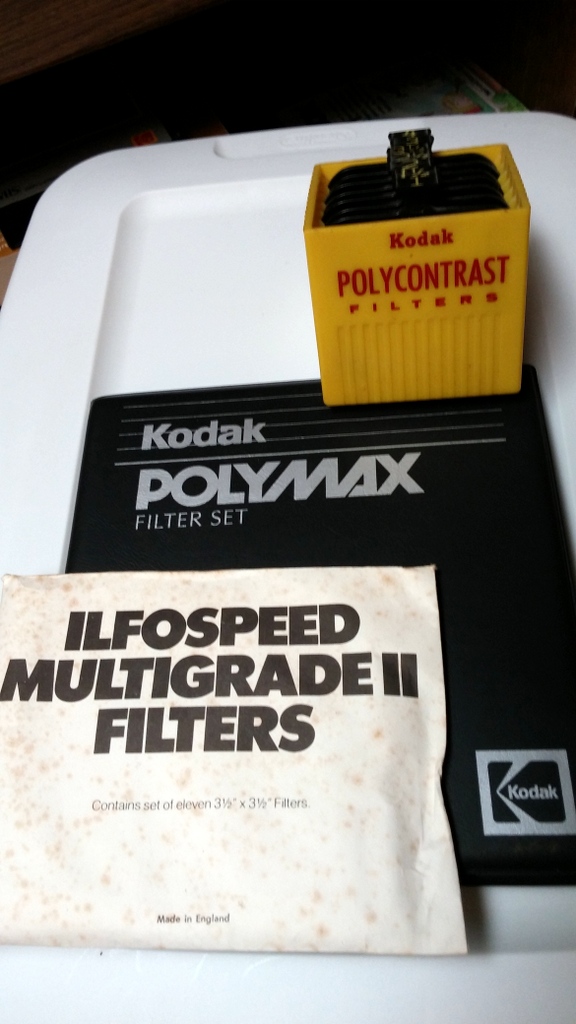 Kodak
POLYCONTRAST
FILTERS
Kodak
POLYMAX
FILTER SET
ILFOSPEED
MULTIGRADE II
FILTERS
Contains set of eleven 3½" x 3½" Filters.
Made in England
Kodak